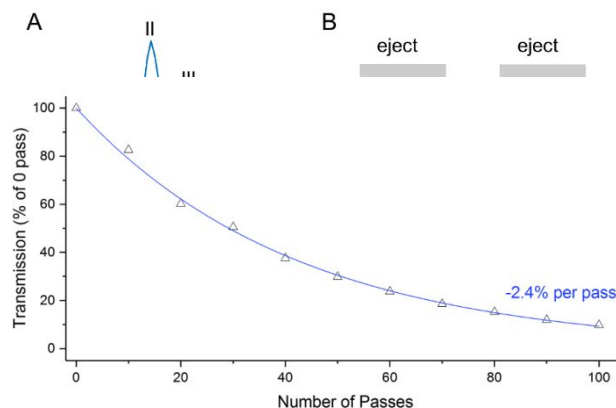 A
B
II
III
eject
eject
100
80
60
40
20
0
Transmission (% of 0 pass)
-2.4% per pass
0
20
40
60
80
100
Number of Passes